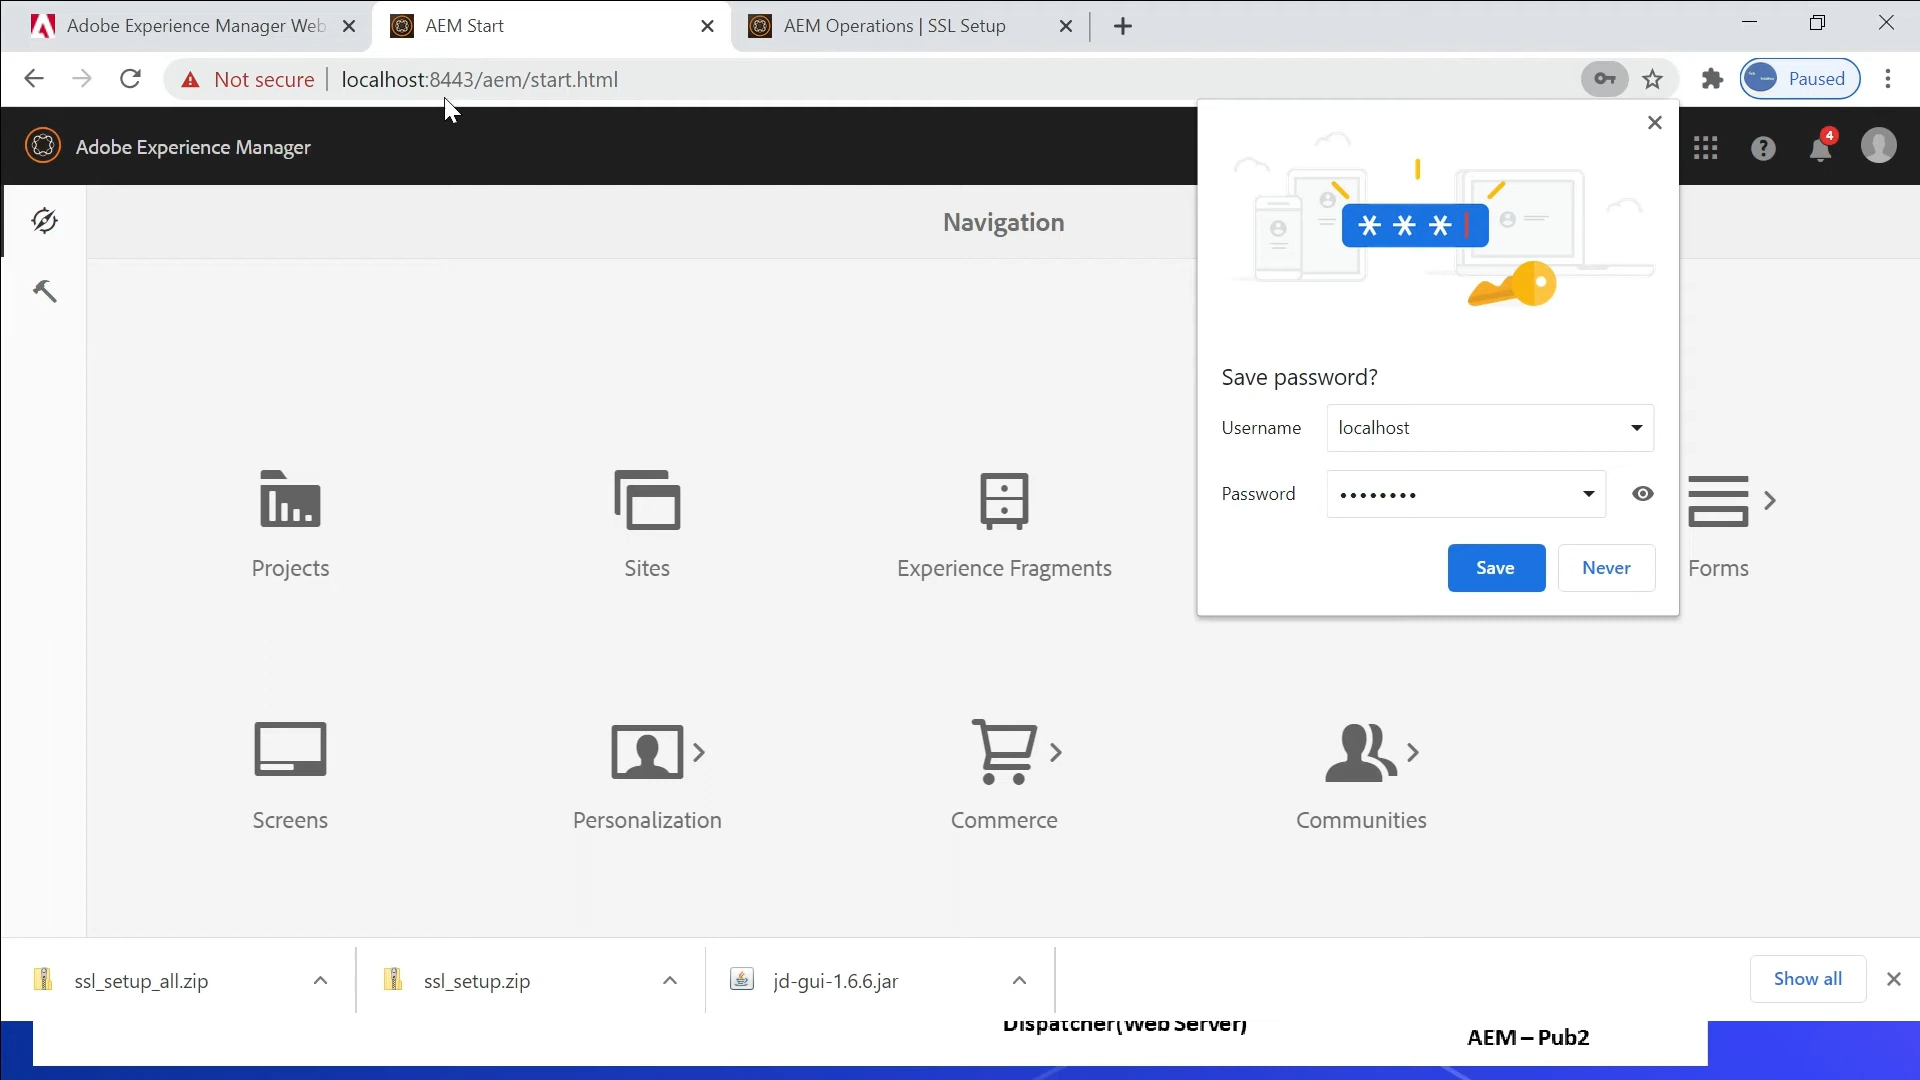 Adobe Experience Manager Web
AEM Start
AEM Operations | SSL Setup
Not secure
localhost:8443/aem/start.html
Paused
Adobe Experience Manager
4
Navigation
***
Save password?
Username
localhost
Password
••••••••
Save
Never
Projects
Sites
Experience Fragments
Forms
Screens
Personalization
Commerce
Communities
ssl_setup_all.zip
ssl_setup.zip
jd-gui-1.6.6.jar
Show all
Dispatcher(Web Server)
AEM – Pub2